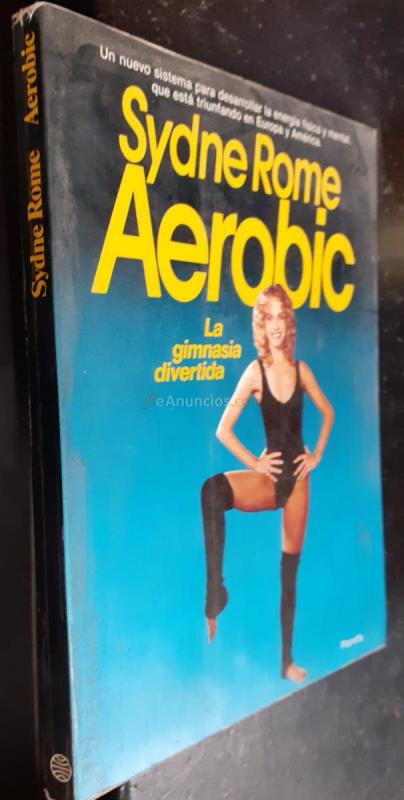 Un nuevo sistema para desarrollar la energía física y mental,
que está triunfando en Europa y América.
Sydne Rome
Aerobic
La
gimnasia
divertida
Planeta
Sydne Rome Aerobic
eAnuncios.c